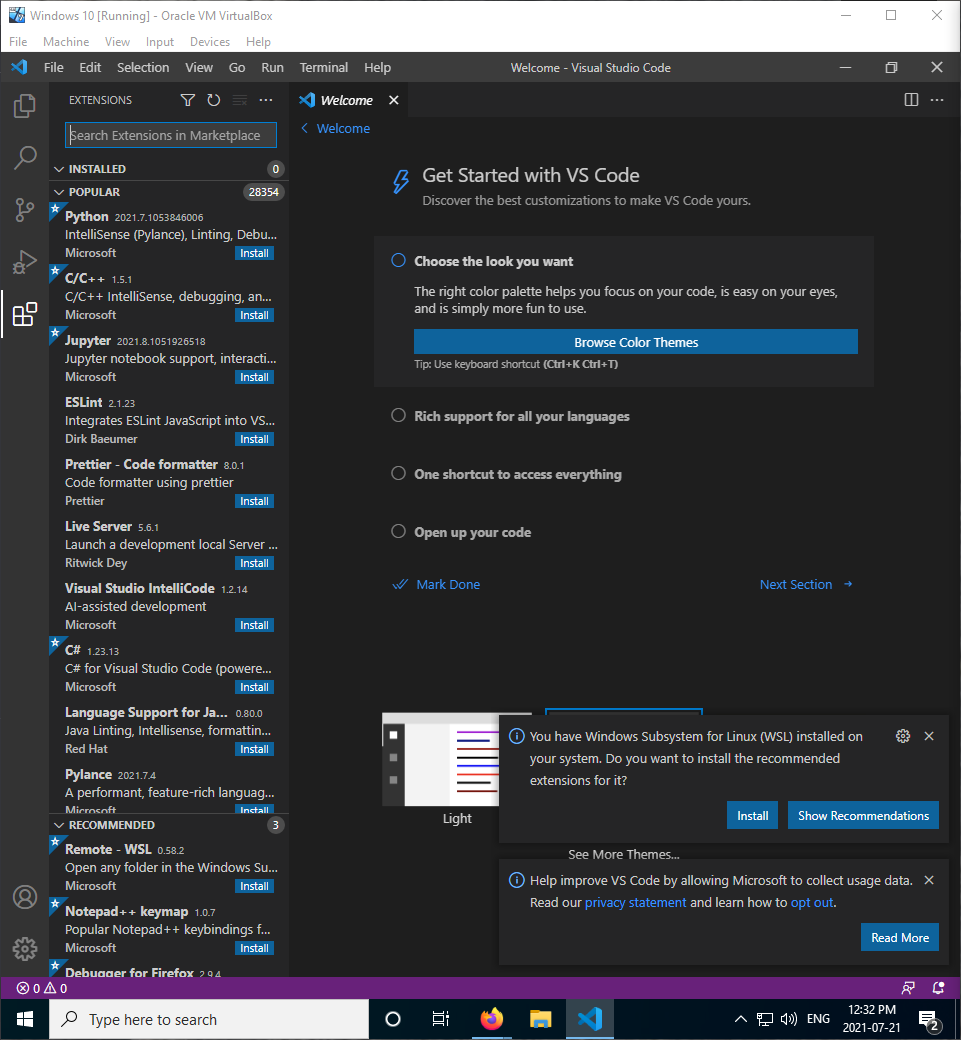 Windows 10 [Running] - Oracle VM VirtualBox
File Machine View Input Devices Help
File Edit Selection View Go Run Terminal Help
Welcome - Visual Studio Code
EXTENSIONS
Search Extensions in Marketplace
INSTALLED 0
POPULAR 28354
Python 2021.7.1053846006
IntelliSense (Pylance), Linting, Debu...
Microsoft Install
C/C++ 1.5.1
C/C++ IntelliSense, debugging, an...
Microsoft Install
Jupyter 2021.8.1051926518
Jupyter notebook support, interacti...
Microsoft Install
ESLint 2.1.23
Integrates ESLint JavaScript into VS...
Dirk Baeumer Install
Prettier - Code formatter 8.0.1
Code formatter using prettier
Prettier Install
Live Server 5.6.1
Launch a development local Server ...
Ritwick Dey Install
Visual Studio IntelliCode 1.2.14
AI-assisted development
Microsoft Install
C# 1.23.13
C# for Visual Studio Code (powere...
Microsoft Install
Language Support for Ja... 0.80.0
Java Linting, Intellisense, formattin...
Red Hat Install
Pylance 2021.7.4
A performant, feature-rich languag...
Microsoft Install
RECOMMENDED 3
Remote - WSL 0.58.2
Open any folder in the Windows Su...
Microsoft Install
Notepad++ keymap 1.0.7
Popular Notepad++ keybindings f...
Microsoft Install
Debugger for Firefox 2.9.4
Welcome
Welcome
Get Started with VS Code
Discover the best customizations to make VS Code yours.
Choose the look you want
The right color palette helps you focus on your code, is easy on your eyes,
and is simply more fun to use.
Browse Color Themes
Tip: Use keyboard shortcut (Ctrl+K Ctrl+T)
Rich support for all your languages
One shortcut to access everything
Open up your code
Mark Done
Next Section
Light
You have Windows Subsystem for Linux (WSL) installed on
your system. Do you want to install the recommended
extensions for it?
Install Show Recommendations
See More Themes...
Help improve VS Code by allowing Microsoft to collect usage data.
Read our privacy statement and learn how to opt out.
Read More
0 0
Type here to search
ENG
12:32 PM
2021-07-21
2